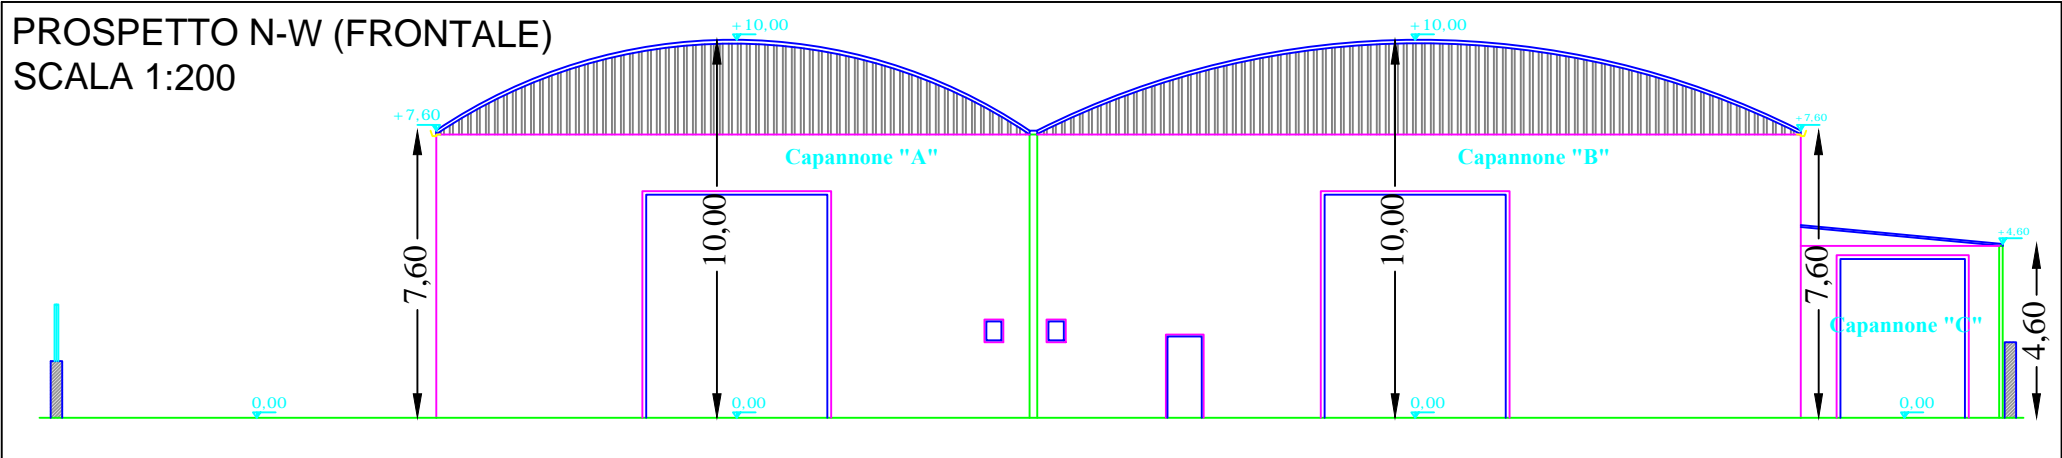 PROSPETTO N-W (FRONTALE)
SCALA 1:200
+10,00
+10,00
+7,60
+7.60
Capannone "A"
Capannone "B"
10,00
10,00
7,60
7,60
+4.60
Capannone "C"
4,60
0,00
0,00
0,00
0,00